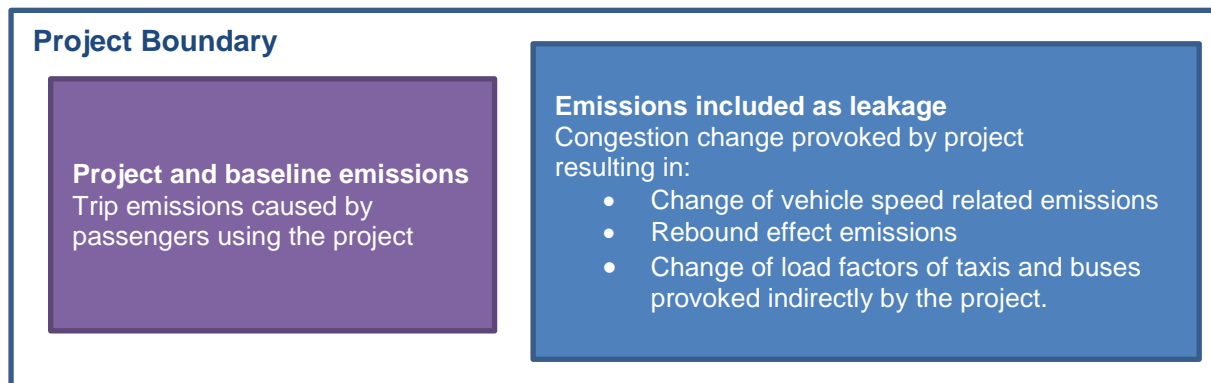 Project Boundary
Project and baseline emissions
Trip emissions caused by
passengers using the project
Emissions included as leakage
Congestion change provoked by project
resulting in:
• Change of vehicle speed related emissions
• Rebound effect emissions
• Change of load factors of taxis and buses
provoked indirectly by the project.